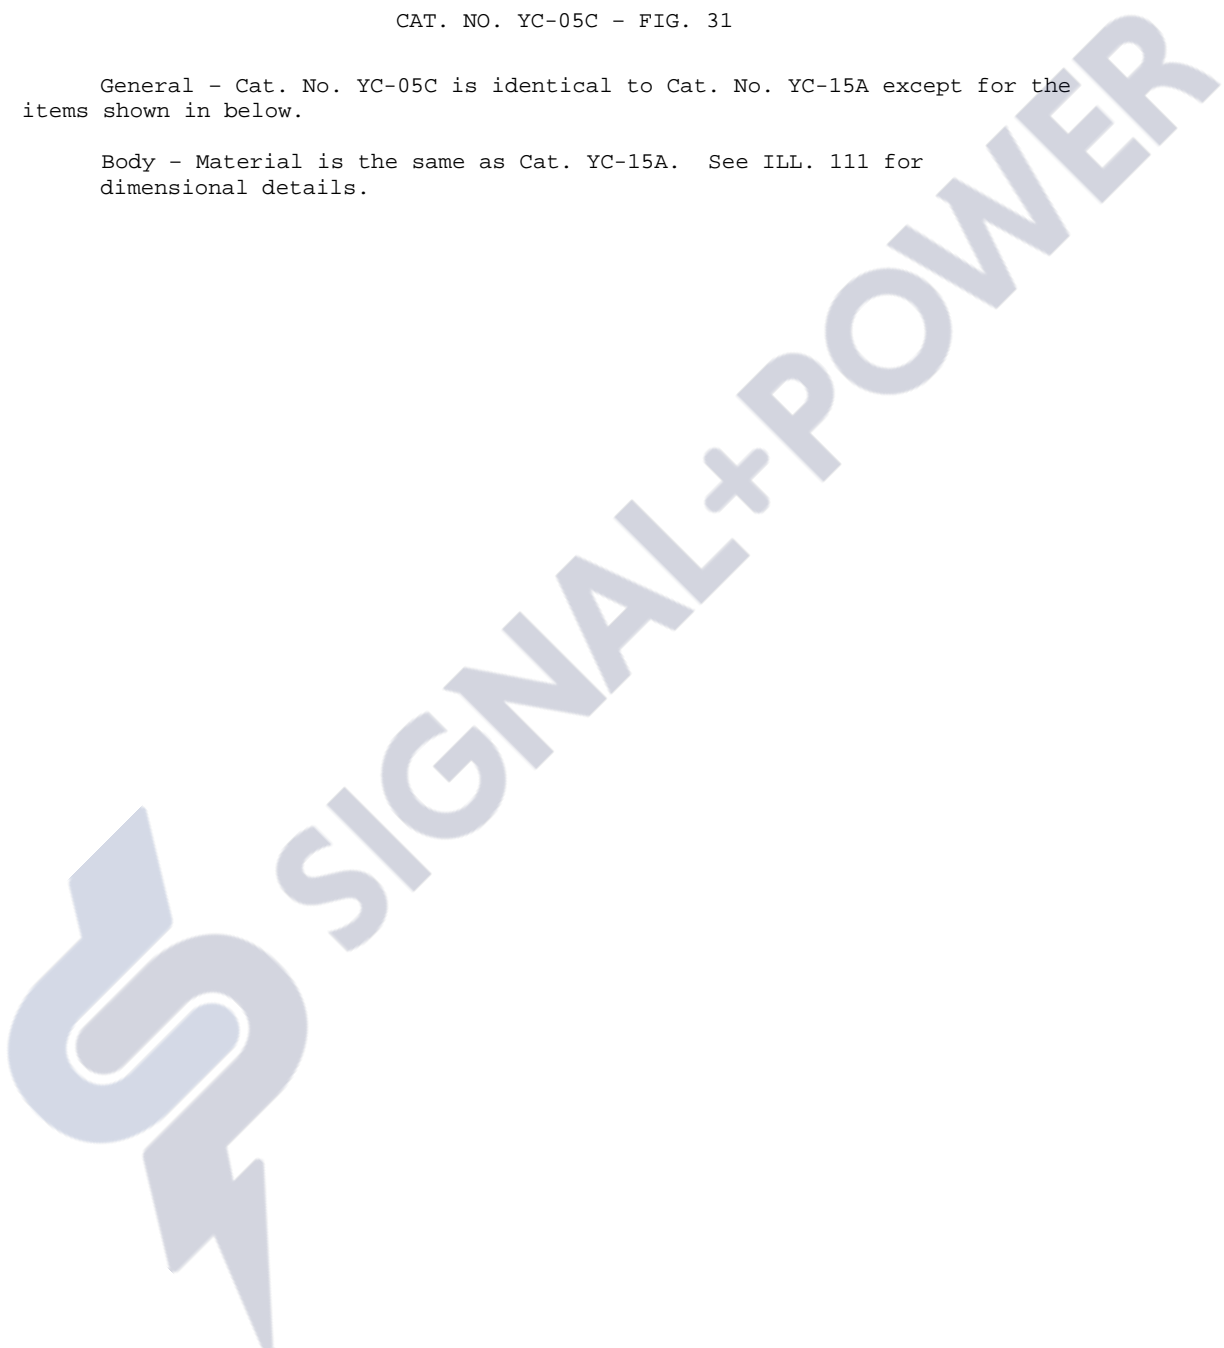 CAT. NO. YC-05C – FIG. 31
General – Cat. No. YC-05C is identical to Cat. No. YC-15A except for the
items shown in below.
Body – Material is the same as Cat. YC-15A.  See ILL. 111 for
dimensional details.
SIGNAL+POWER